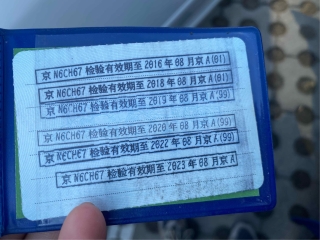 京 N6CH67 检验有效期至 2016 年 08 月京 A(01)
京 N6CH67 检验有效期至 2018 年 08 月京 A(01)
京 N6CH67 检验有效期至 2019 年 08 月京 A(99)
京 N6CH67 检验有效期至 2020 年 08 月京 A(99)
京 N6CH67 检验有效期至 2022 年 08 月京 A(99)
京 N6CH67 检验有效期至 2023 年 08 月京 A